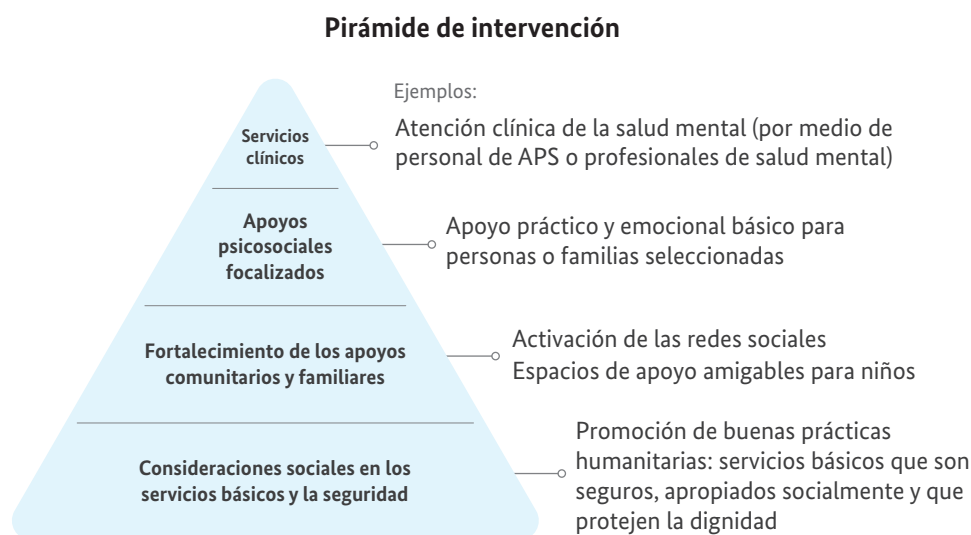 Pirámide de intervención
Ejemplos:
Servicios
clínicos
Atención clínica de la salud mental (por medio de
personal de APS o profesionales de salud mental)
Apoyos
psicosociales
focalizados
Apoyo práctico y emocional básico para
personas o familias seleccionadas
Fortalecimiento de los apoyos
comunitarios y familiares
Activación de las redes sociales
Espacios de apoyo amigables para niños
Consideraciones sociales en los
servicios básicos y la seguridad
Promoción de buenas prácticas
humanitarias: servicios básicos que son
seguros, apropiados socialmente y que
protejen la dignidad